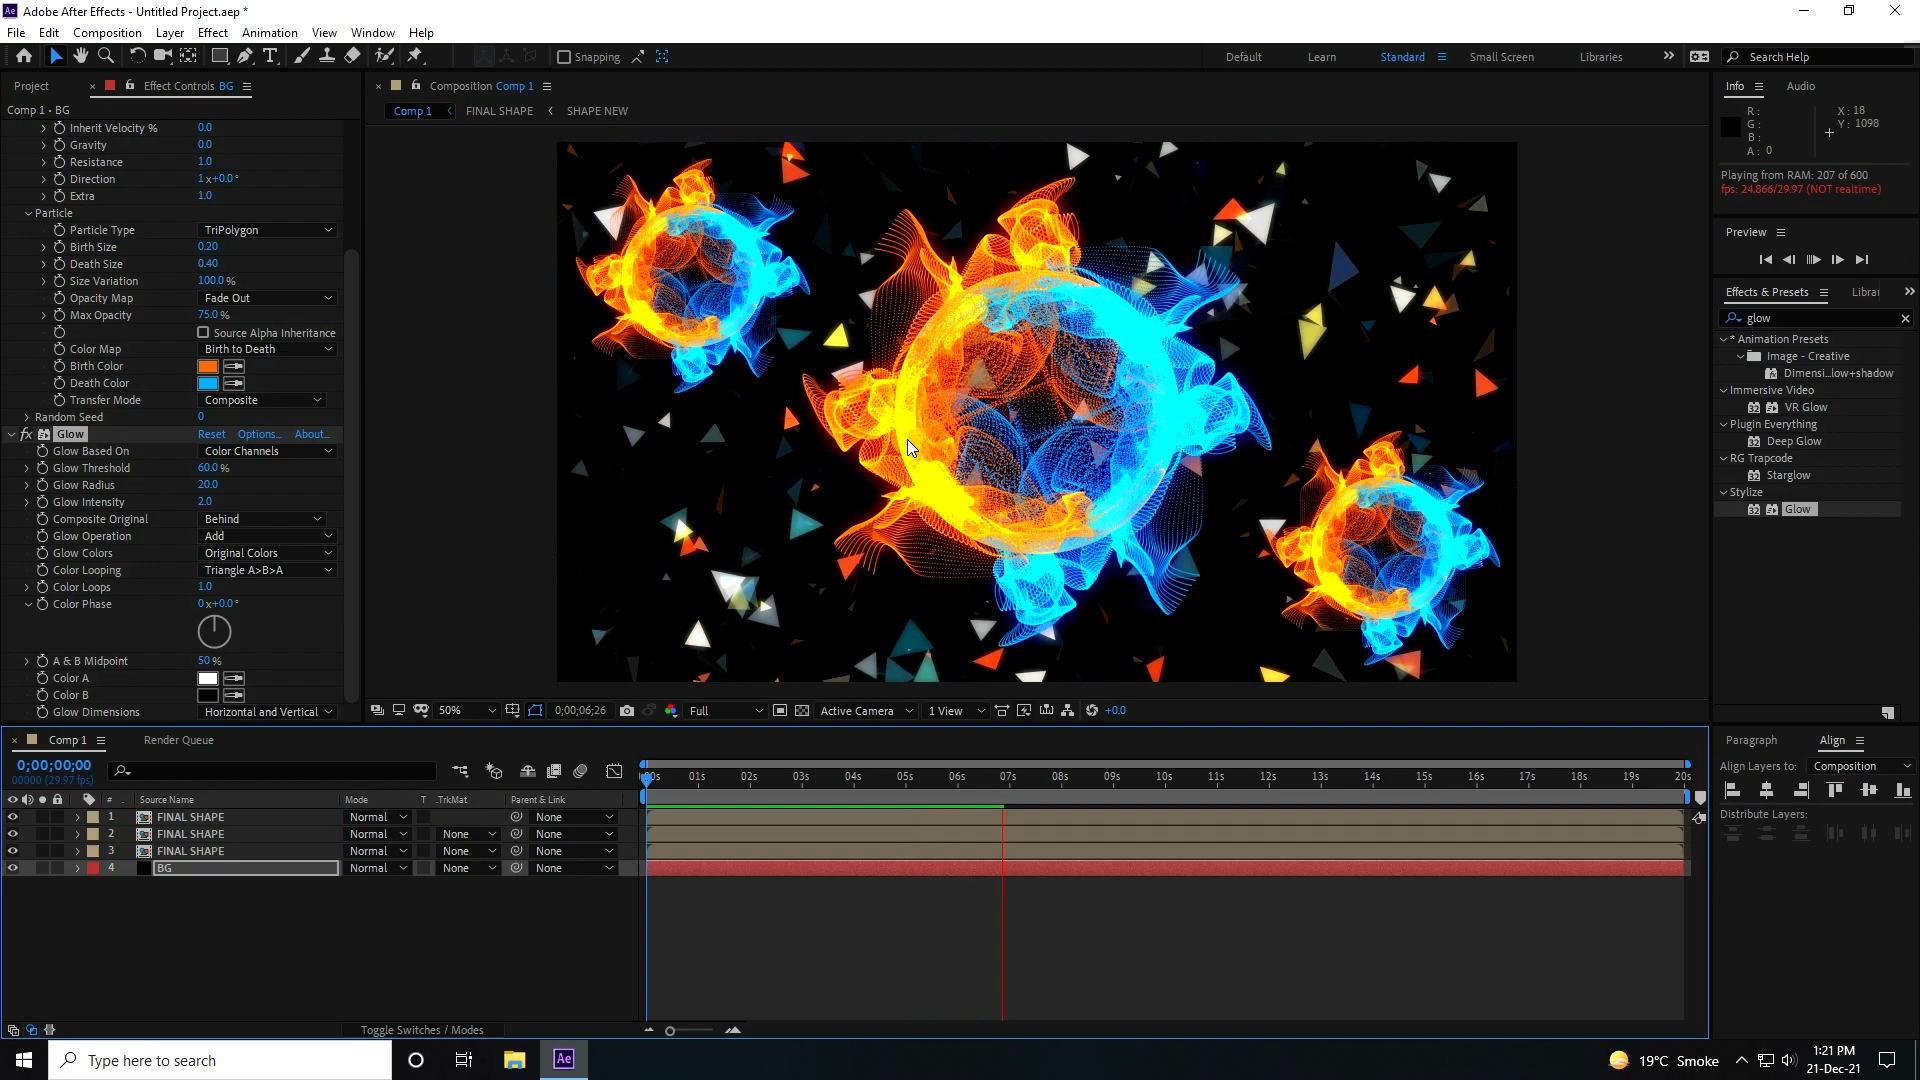 Adobe After Effects - Untitled Project.aep *
File Edit Composition Layer Effect Animation View Window Help
Snapping Default Learn Standard Small Screen Libraries Search Help
Project Effect Controls BG
Composition Comp 1
Info Audio
Comp 1 • BG
Comp 1 FINAL SHAPE SHAPE NEW
R: X: 18
G: Y: 1098
B:
A: 0
Playing from RAM: 207 of 600
fps: 24.866/29.97 (NOT realtime)
Inherit Velocity % 0.0
Gravity 0.0
Resistance 1.0
Direction 1x+0.0°
Extra 1.0
Particle
Particle Type TriPolygon
Birth Size 0.20
Death Size 0.40
Size Variation 100.0 %
Opacity Map Fade Out
Max Opacity 75.0 %
Source Alpha Inheritance
Color Map Birth to Death
Birth Color
Death Color
Transfer Mode Composite
Random Seed 0
fx Glow Reset Options... About...
Glow Based On Color Channels
Glow Threshold 60.0 %
Glow Radius 20.0
Glow Intensity 2.0
Composite Original Behind
Glow Operation Add
Glow Colors Original Colors
Color Looping Triangle A>B>A
Color Loops 1.0
Color Phase 0x+0.0°
A & B Midpoint 50 %
Color A
Color B
Glow Dimensions Horizontal and Vertical
Preview
Effects & Presets Librar
glow
* Animation Presets
Image - Creative
Dimensi...low+shadow
Immersive Video
32 VR Glow
Plugin Everything
32 Deep Glow
RG Trapcode
32 Starglow
Stylize
32 Glow
50% 0;00;06;26 Full Active Camera 1 View +0.0
Comp 1 Render Queue
0;00;00;00
00000 (29.97 fps)
:00s 01s 02s 03s 04s 05s 06s 07s 08s 09s 10s 11s 12s 13s 14s 15s 16s 17s 18s 19s 20s
# Source Name Mode T .TrkMat Parent & Link
1 FINAL SHAPE Normal None
2 FINAL SHAPE Normal None None
3 FINAL SHAPE Normal None None
4 BG Normal None None
Toggle Switches / Modes
Paragraph Align
Align Layers to: Composition
Distribute Layers:
Type here to search
Ae
19°C Smoke
1:21 PM
21-Dec-21